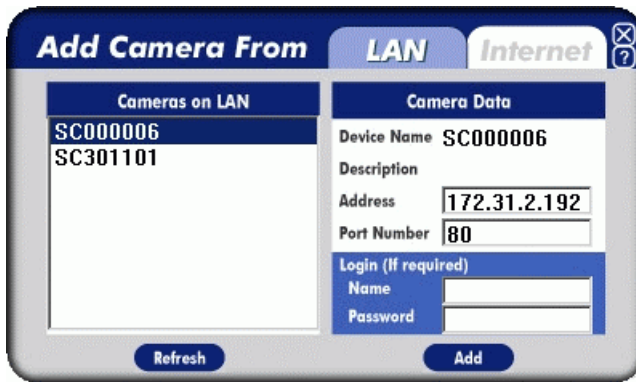 Add Camera From LAN Internet
Cameras on LAN
SC000006
SC301101
Refresh
Camera Data
Device Name SC000006
Description
Address 172.31.2.192
Port Number 80
Login (If required)
Name
Password
Add